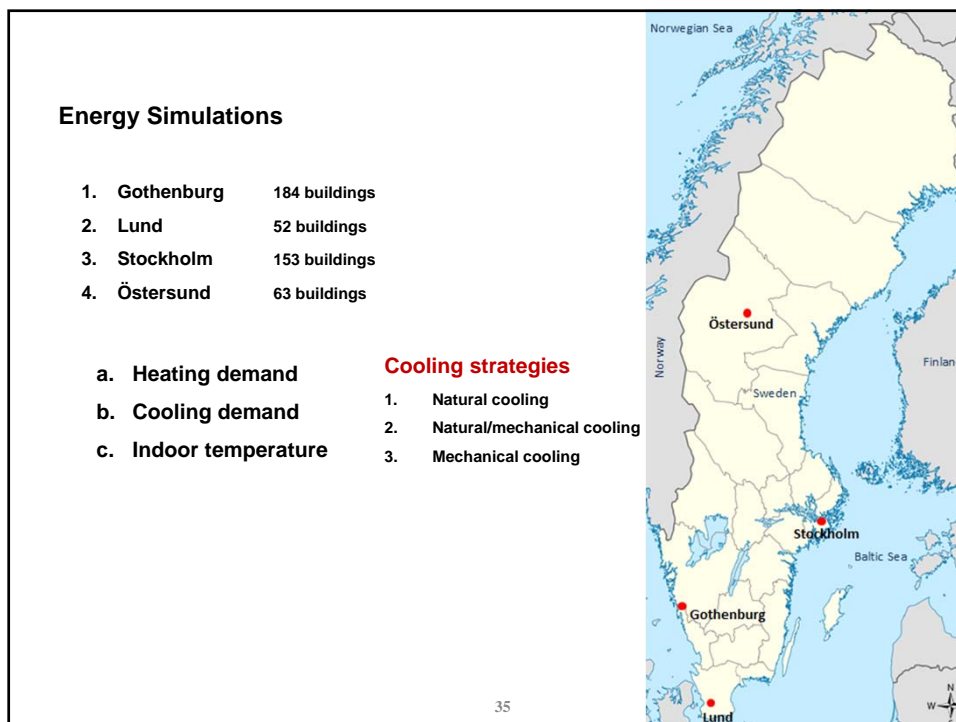 Energy Simulations
1. Gothenburg 184 buildings
2. Lund 52 buildings
3. Stockholm 153 buildings
4. Östersund 63 buildings
a. Heating demand
b. Cooling demand
c. Indoor temperature
Cooling strategies
1. Natural cooling
2. Natural/mechanical cooling
3. Mechanical cooling
35
Norwegian Sea
Östersund
Norway
Finlan
Sweden
Stockholm
Baltic Sea
Gothenburg
N
W
Lund